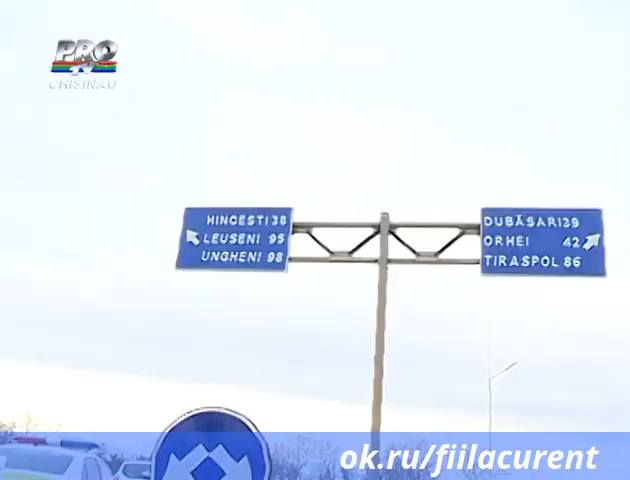 PRO
TV
CHISINAU
HINCESTI 38
LEUSENI 95
UNGHENI 98
DUBĂSARI 39
ORHEI 42
TIRASPOL 86
ok.ru/fiilacurent